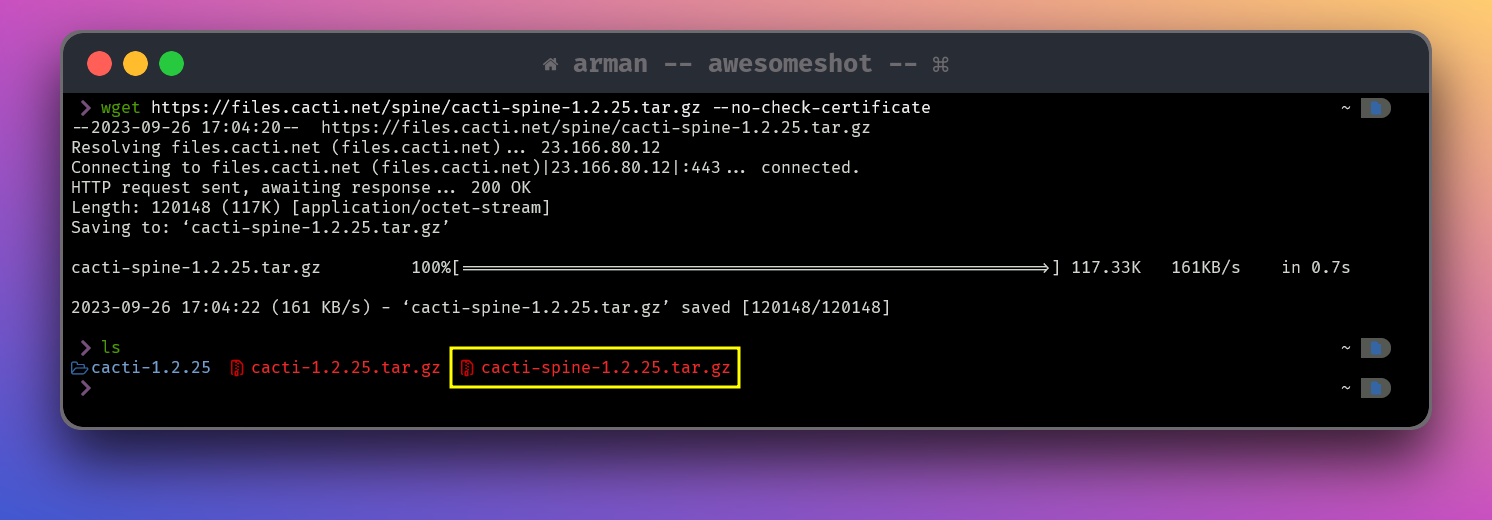 arman -- awesomeshot -- ⌘
❯ wget https://files.cacti.net/spine/cacti-spine-1.2.25.tar.gz --no-check-certificate ~
--2023-09-26 17:04:20-- https://files.cacti.net/spine/cacti-spine-1.2.25.tar.gz
Resolving files.cacti.net (files.cacti.net)... 23.166.80.12
Connecting to files.cacti.net (files.cacti.net)|23.166.80.12|:443... connected.
HTTP request sent, awaiting response... 200 OK
Length: 120148 (117K) [application/octet-stream]
Saving to: ‘cacti-spine-1.2.25.tar.gz’
cacti-spine-1.2.25.tar.gz 100%[===========================================================>] 117.33K 161KB/s in 0.7s
2023-09-26 17:04:22 (161 KB/s) - ‘cacti-spine-1.2.25.tar.gz’ saved [120148/120148]
❯ ls ~
cacti-1.2.25 cacti-1.2.25.tar.gz cacti-spine-1.2.25.tar.gz
❯ ~